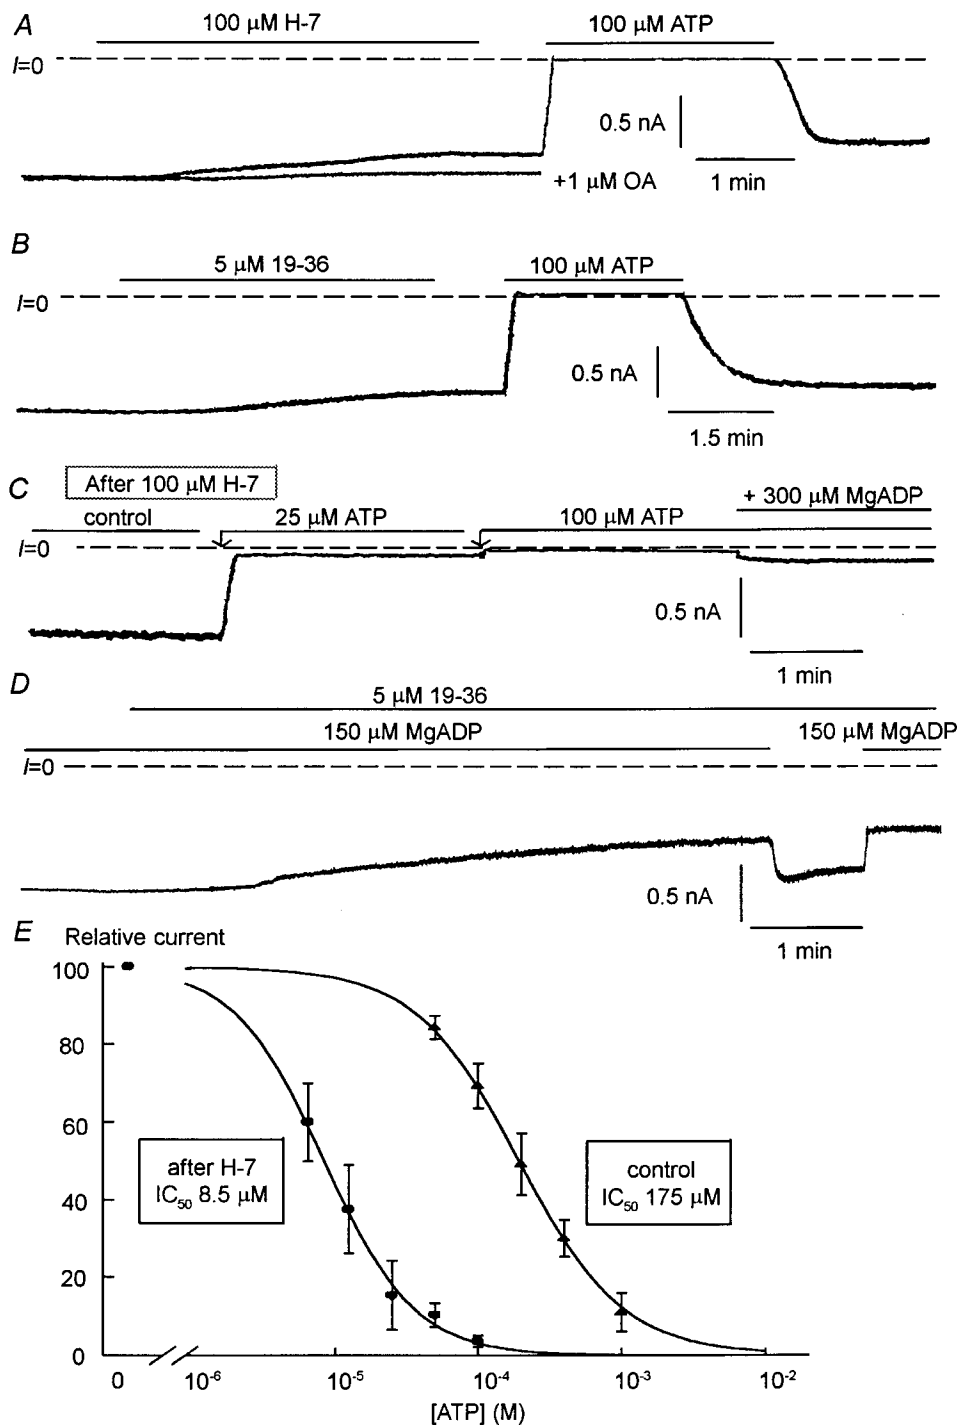 A
100 µM H-7
100 µM ATP
I=0
0.5 nA
1 min
+1 µM OA
B
5 µM 19-36
100 µM ATP
I=0
0.5 nA
1.5 min
C
After 100 µM H-7
+ 300 µM MgADP
control
25 µM ATP
100 µM ATP
I=0
0.5 nA
1 min
D
5 µM 19-36
150 µM MgADP
150 µM MgADP
I=0
0.5 nA
1 min
E
Relative current
100
80
60
40
20
0
after H-7
IC50 8.5 µM
control
IC50 175 µM
0
10-6
10-5
10-4
10-3
10-2
[ATP] (M)